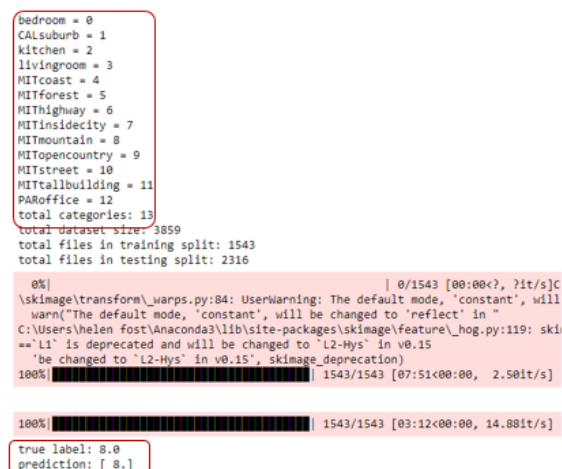 bedroom = 0
CALsuburb = 1
kitchen = 2
livingroom = 3
MITcoast = 4
MITforest = 5
MIThighway = 6
MITinsidecity = 7
MITmountain = 8
MITopencountry = 9
MITstreet = 10
MITtallbuilding = 11
PARoffice = 12
total categories: 13
total dataset size: 3859
total files in training split: 1543
total files in testing split: 2316
0%| | 0/1543 [00:00<?, ?it/s]C
\skimage\transform\_warps.py:84: UserWarning: The default mode, 'constant', will
warn("The default mode, 'constant', will be changed to 'reflect' in "
C:\Users\helen fost\Anaconda3\lib\site-packages\skimage\feature\_hog.py:119: ski
==`L1` is deprecated and will be changed to `L2-Hys` in v0.15
'be changed to `L2-Hys` in v0.15', skimage_deprecation)
100%| | 1543/1543 [07:51<00:00, 2.50it/s]
100%| | 1543/1543 [03:12<00:00, 14.88it/s]
true label: 8.0
prediction: [ 8.]